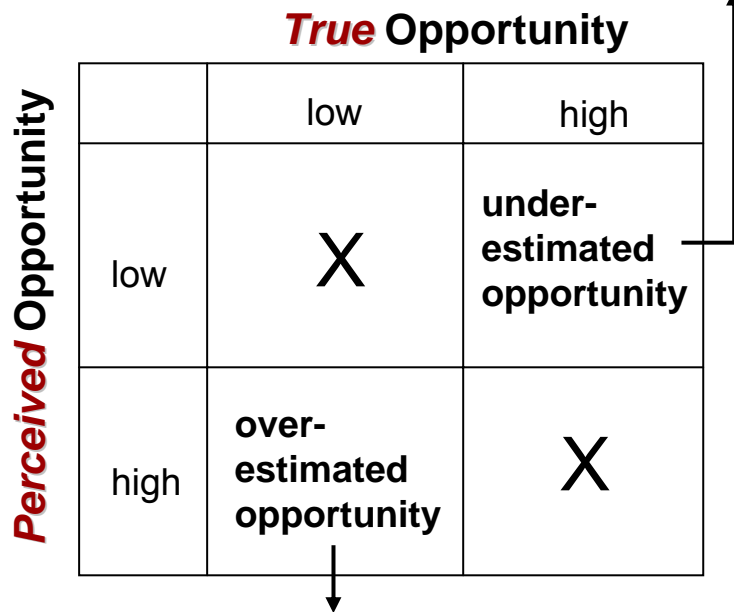 True Opportunity
Perceived Opportunity
low high
low X under-
estimated
opportunity
high over-
estimated
opportunity X